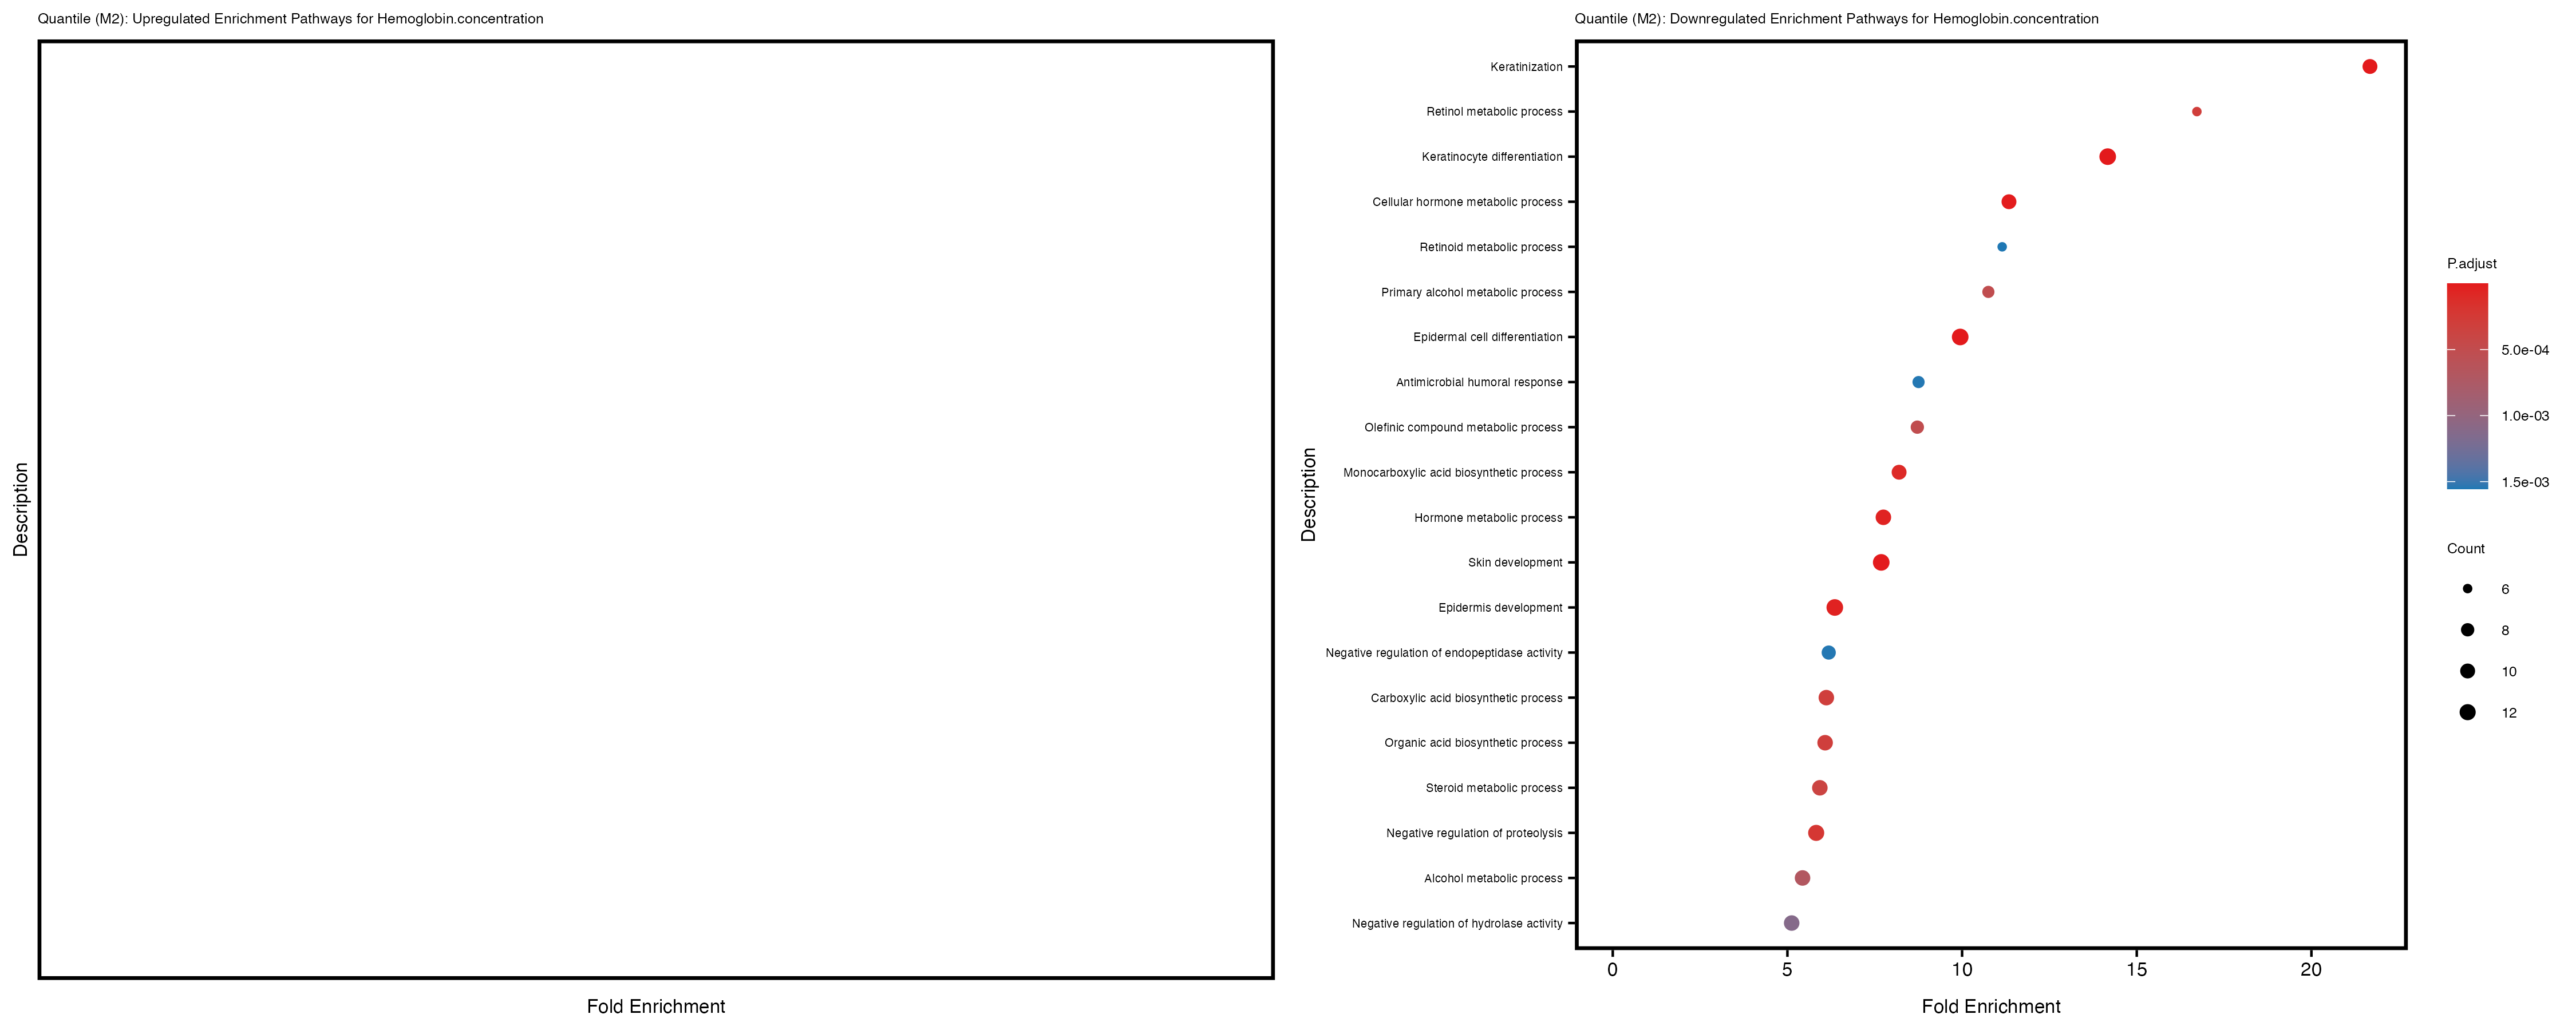 Quantile (M2): Upregulated Enrichment Pathways for Hemoglobin.concentration
Description
Fold Enrichment
Quantile (M2): Downregulated Enrichment Pathways for Hemoglobin.concentration
Description
Keratinization
Retinol metabolic process
Keratinocyte differentiation
Cellular hormone metabolic process
Retinoid metabolic process
Primary alcohol metabolic process
Epidermal cell differentiation
Antimicrobial humoral response
Olefinic compound metabolic process
Monocarboxylic acid biosynthetic process
Hormone metabolic process
Skin development
Epidermis development
Negative regulation of endopeptidase activity
Carboxylic acid biosynthetic process
Organic acid biosynthetic process
Steroid metabolic process
Negative regulation of proteolysis
Alcohol metabolic process
Negative regulation of hydrolase activity
0 5 10 15 20
Fold Enrichment
P.adjust
5.0e-04
1.0e-03
1.5e-03
Count
6
8
10
12